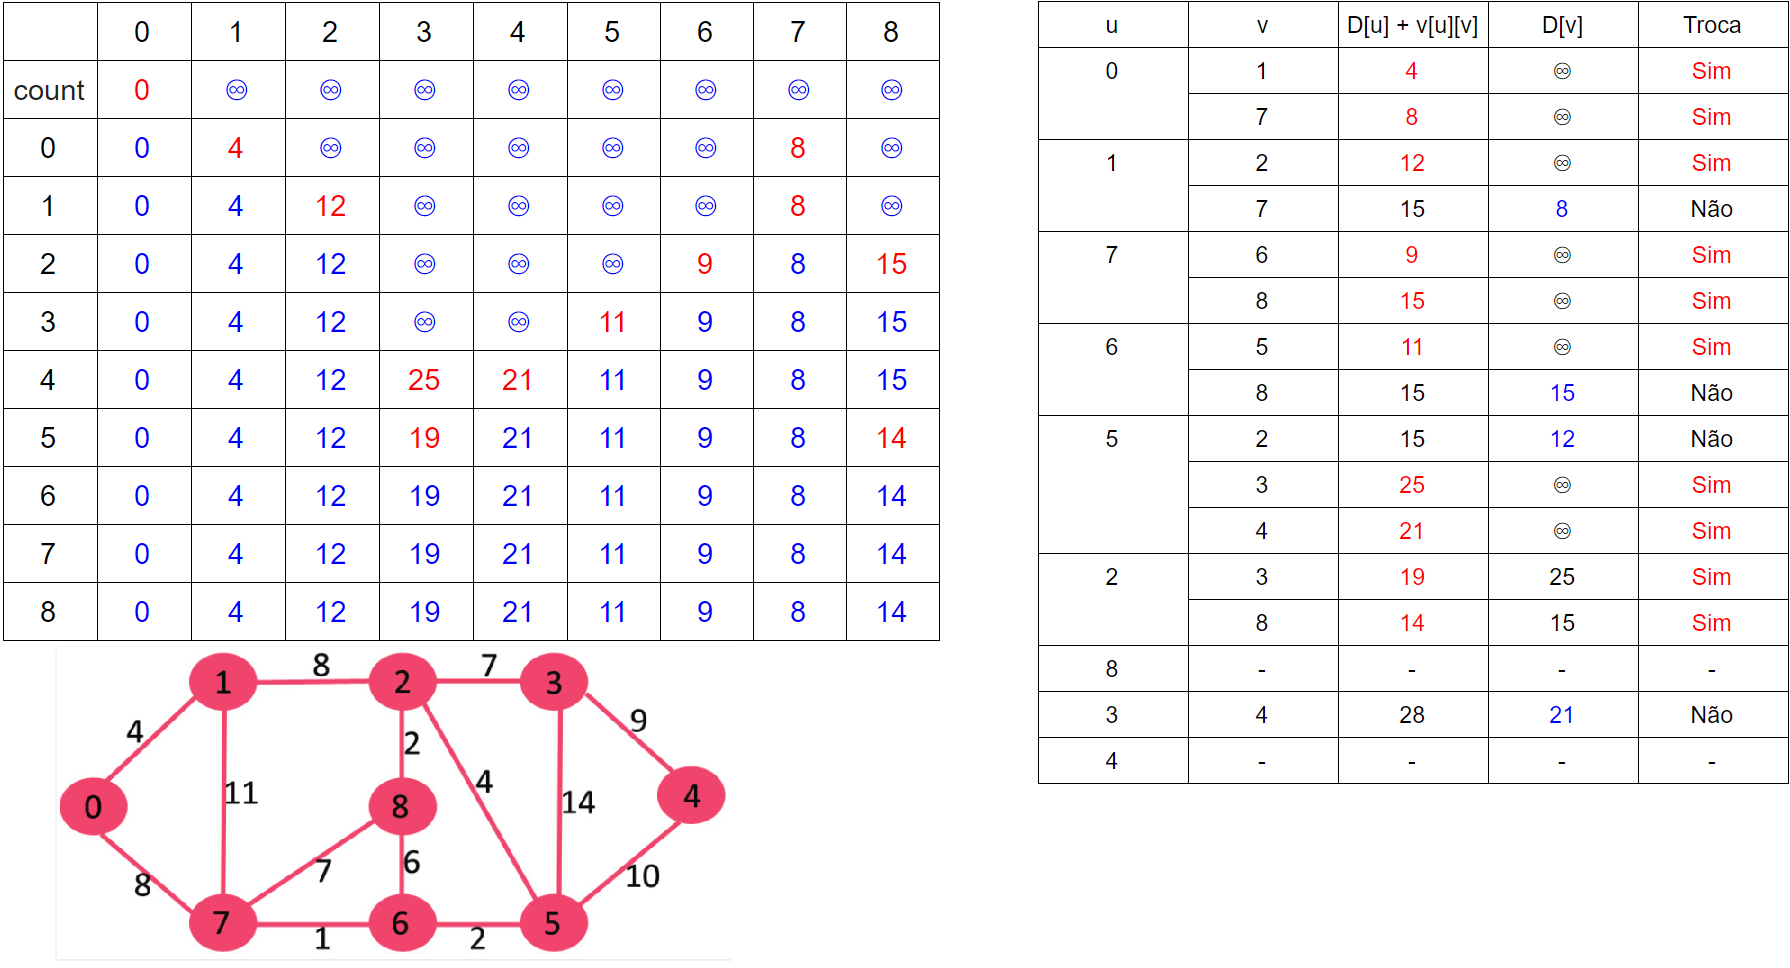 0 1 2 3 4 5 6 7 8
count 0 ∞ ∞ ∞ ∞ ∞ ∞ ∞ ∞
0 0 4 ∞ ∞ ∞ ∞ ∞ 8 ∞
1 0 4 12 ∞ ∞ ∞ ∞ 8 ∞
2 0 4 12 ∞ ∞ ∞ 9 8 15
3 0 4 12 ∞ ∞ 11 9 8 15
4 0 4 12 25 21 11 9 8 15
5 0 4 12 19 21 11 9 8 14
6 0 4 12 19 21 11 9 8 14
7 0 4 12 19 21 11 9 8 14
8 0 4 12 19 21 11 9 8 14
u v D[u] + v[u][v] D[v] Troca
0 1 4 ∞ Sim
7 8 ∞ Sim
1 2 12 ∞ Sim
7 15 8 Não
7 6 9 ∞ Sim
8 15 ∞ Sim
6 5 11 ∞ Sim
8 15 15 Não
5 2 15 12 Não
3 25 ∞ Sim
4 21 ∞ Sim
2 3 19 25 Sim
8 14 15 Sim
8 - - - -
3 4 28 21 Não
4 - - - -
8 7
1 2 3
4 2 9
11 4 14
0 8 4
8 7 6 10
7 6 5
1 2